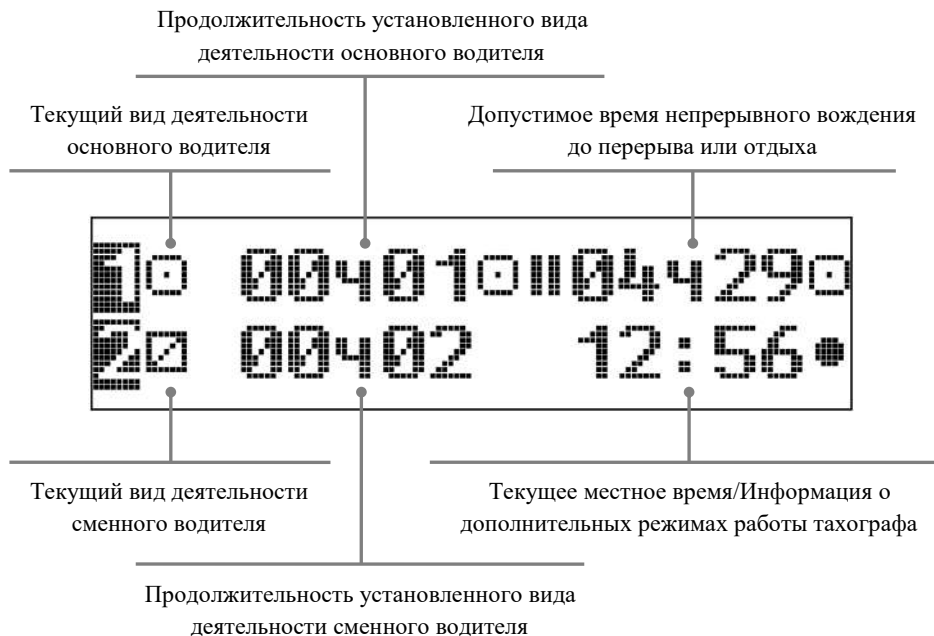 Продолжительность установленного вида
деятельности основного водителя
Текущий вид деятельности
основного водителя
Допустимое время непрерывного вождения
до перерыва или отдыха
1 00ч01 04ч29
2 00ч02 12:56
Текущий вид деятельности
сменного водителя
Текущее местное время/Информация о
дополнительных режимах работы тахографа
Продолжительность установленного вида
деятельности сменного водителя